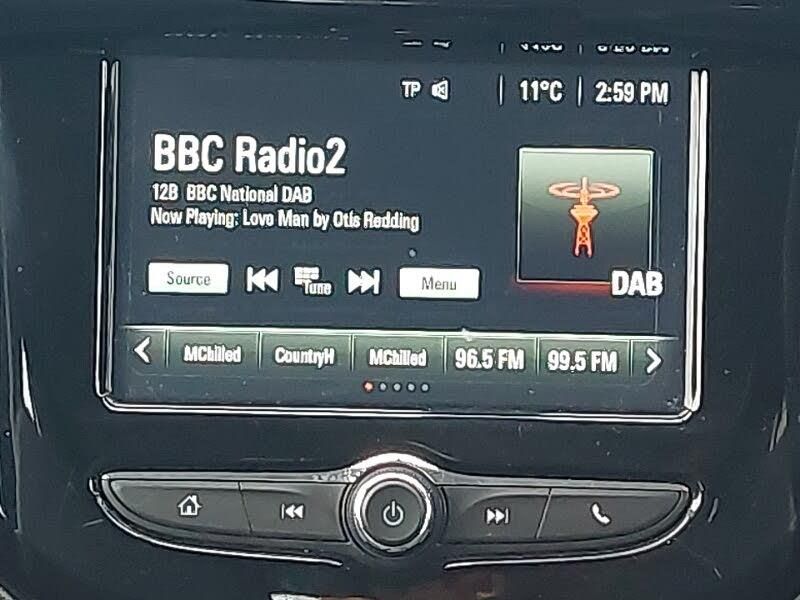 TP 11°C 2:59 PM
BBC Radio2
12B BBC National DAB
Now Playing: Love Man by Otis Redding
Source Tune Menu
DAB
MChilled CountryH MChilled 96.5 FM 99.5 FM